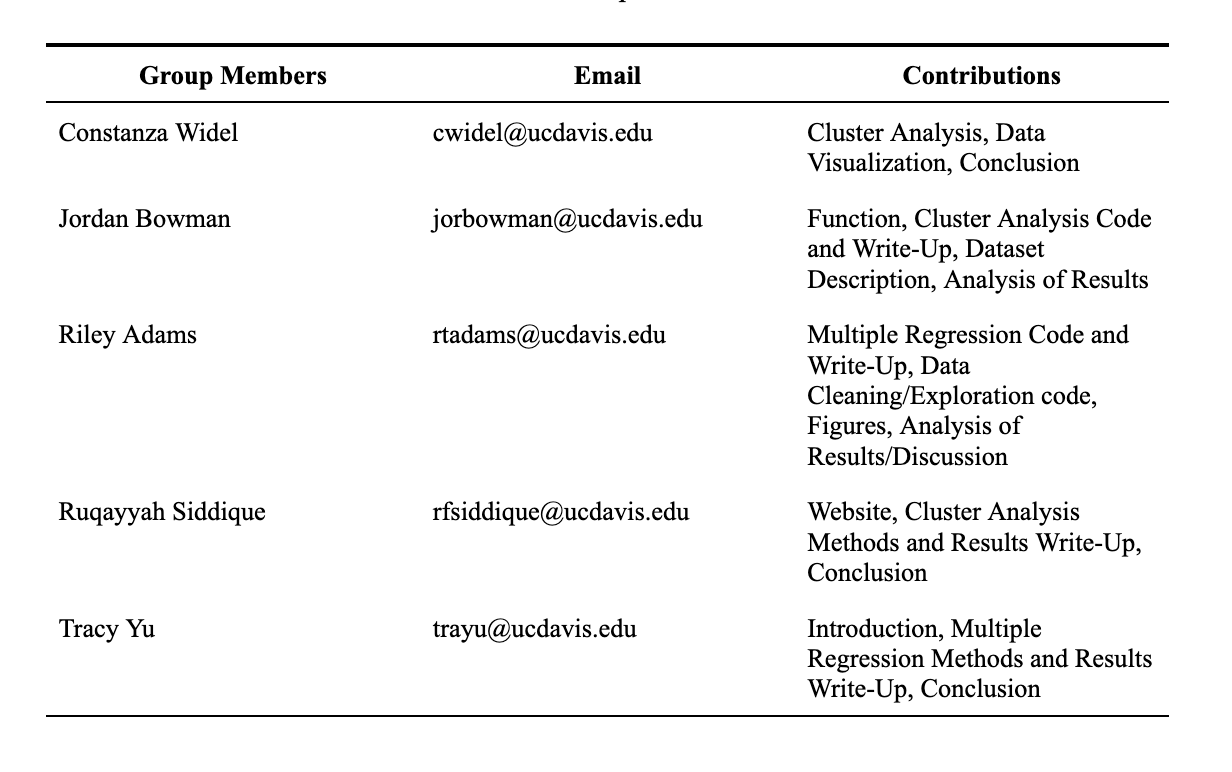 Group Members Email Contributions
Constanza Widel cwidel@ucdavis.edu Cluster Analysis, Data
Visualization, Conclusion
Jordan Bowman jorbowman@ucdavis.edu Function, Cluster Analysis Code
and Write-Up, Dataset
Description, Analysis of Results
Riley Adams rtadams@ucdavis.edu Multiple Regression Code and
Write-Up, Data
Cleaning/Exploration code,
Figures, Analysis of
Results/Discussion
Ruqayyah Siddique rfsiddique@ucdavis.edu Website, Cluster Analysis
Methods and Results Write-Up,
Conclusion
Tracy Yu trayu@ucdavis.edu Introduction, Multiple
Regression Methods and Results
Write-Up, Conclusion